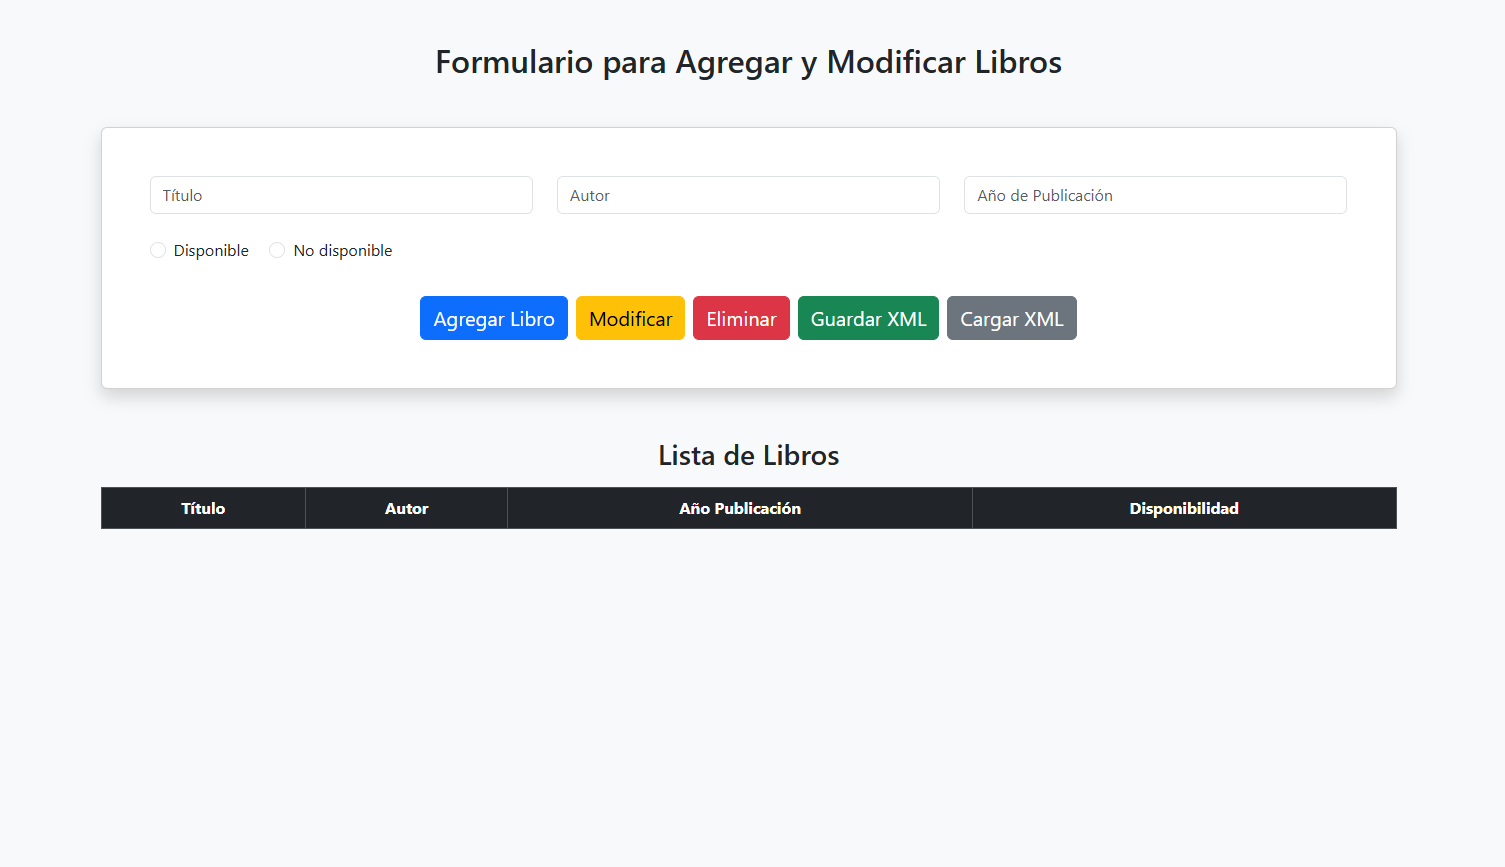 Formulario para Agregar y Modificar Libros
Título Autor Año de Publicación
Disponible No disponible
Agregar Libro Modificar Eliminar Guardar XML Cargar XML
Lista de Libros
Título Autor Año Publicación Disponibilidad